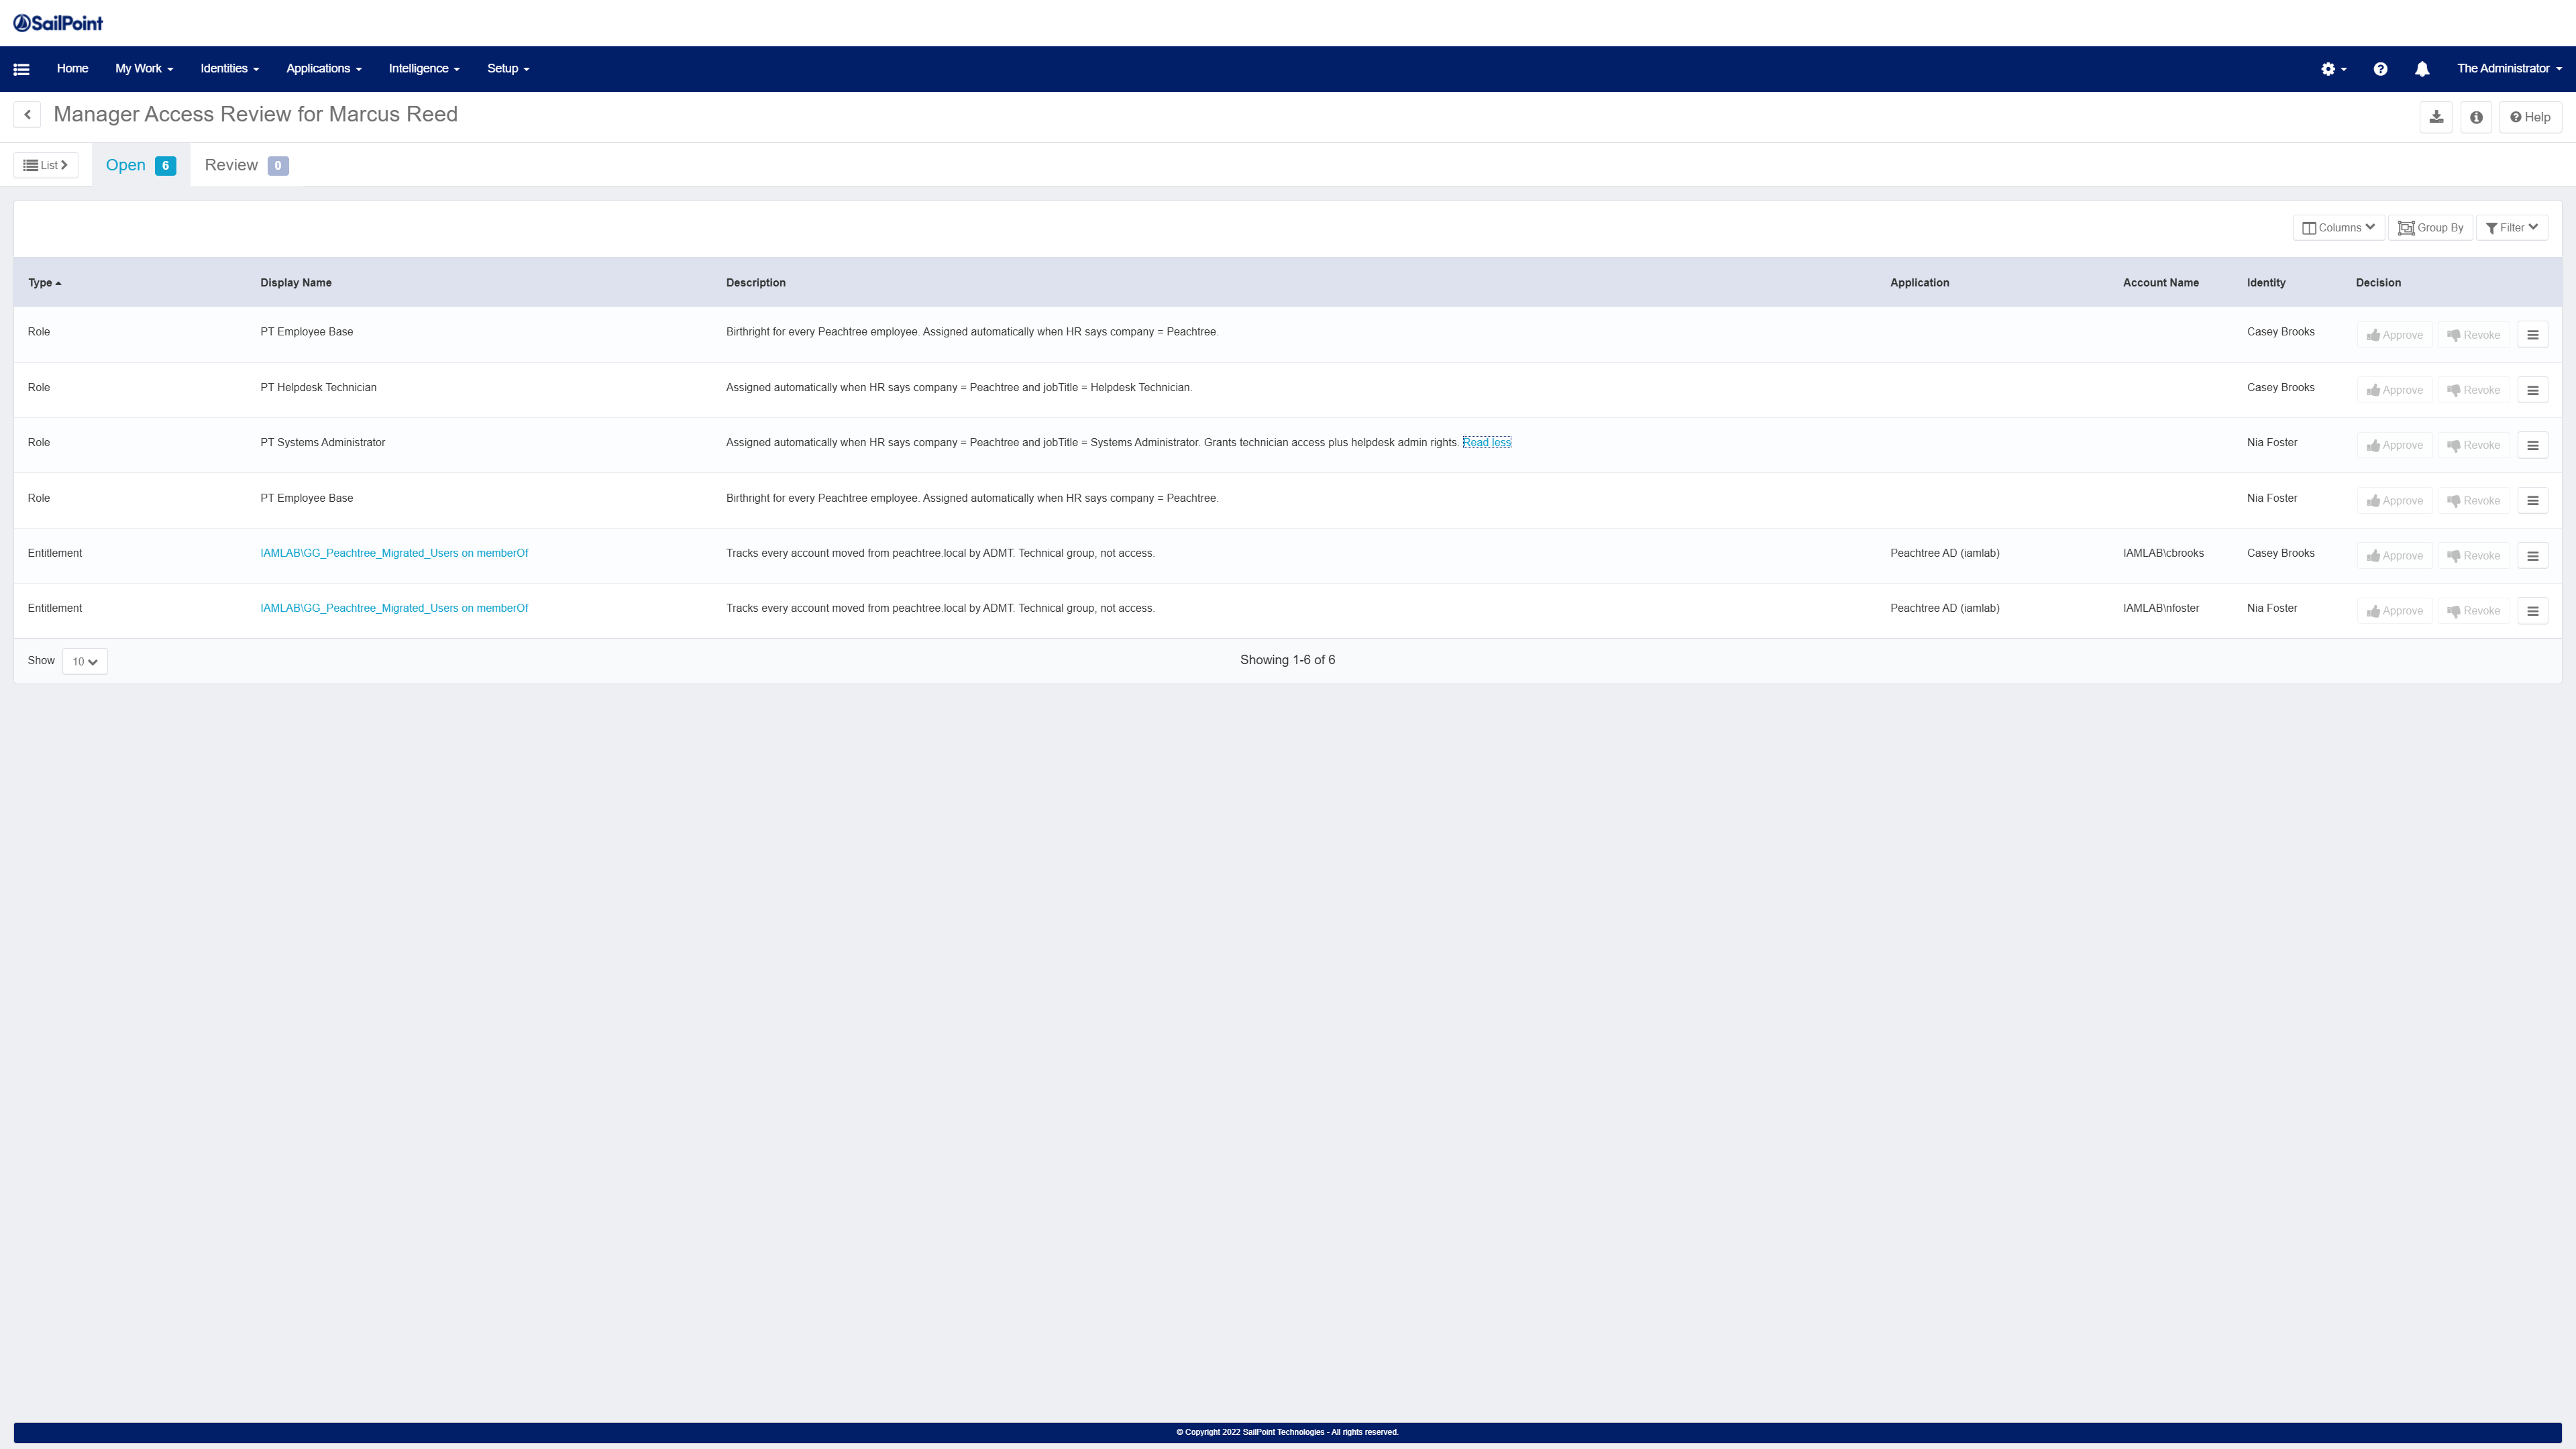 SailPoint
Home My Work Identities Applications Intelligence Setup The Administrator
Manager Access Review for Marcus Reed Help
List Open 6 Review 0
Columns Group By Filter
Type Display Name Description Application Account Name Identity Decision
Role PT Employee Base Birthright for every Peachtree employee. Assigned automatically when HR says company = Peachtree. Casey Brooks Approve Revoke
Role PT Helpdesk Technician Assigned automatically when HR says company = Peachtree and jobTitle = Helpdesk Technician. Casey Brooks Approve Revoke
Role PT Systems Administrator Assigned automatically when HR says company = Peachtree and jobTitle = Systems Administrator. Grants technician access plus helpdesk admin rights. Read less Nia Foster Approve Revoke
Role PT Employee Base Birthright for every Peachtree employee. Assigned automatically when HR says company = Peachtree. Nia Foster Approve Revoke
Entitlement IAMLAB\GG_Peachtree_Migrated_Users on memberOf Tracks every account moved from peachtree.local by ADMT. Technical group, not access. Peachtree AD (iamlab) IAMLAB\cbrooks Casey Brooks Approve Revoke
Entitlement IAMLAB\GG_Peachtree_Migrated_Users on memberOf Tracks every account moved from peachtree.local by ADMT. Technical group, not access. Peachtree AD (iamlab) IAMLAB\nfoster Nia Foster Approve Revoke
Show 10 Showing 1-6 of 6
© Copyright 2022 SailPoint Technologies - All rights reserved.